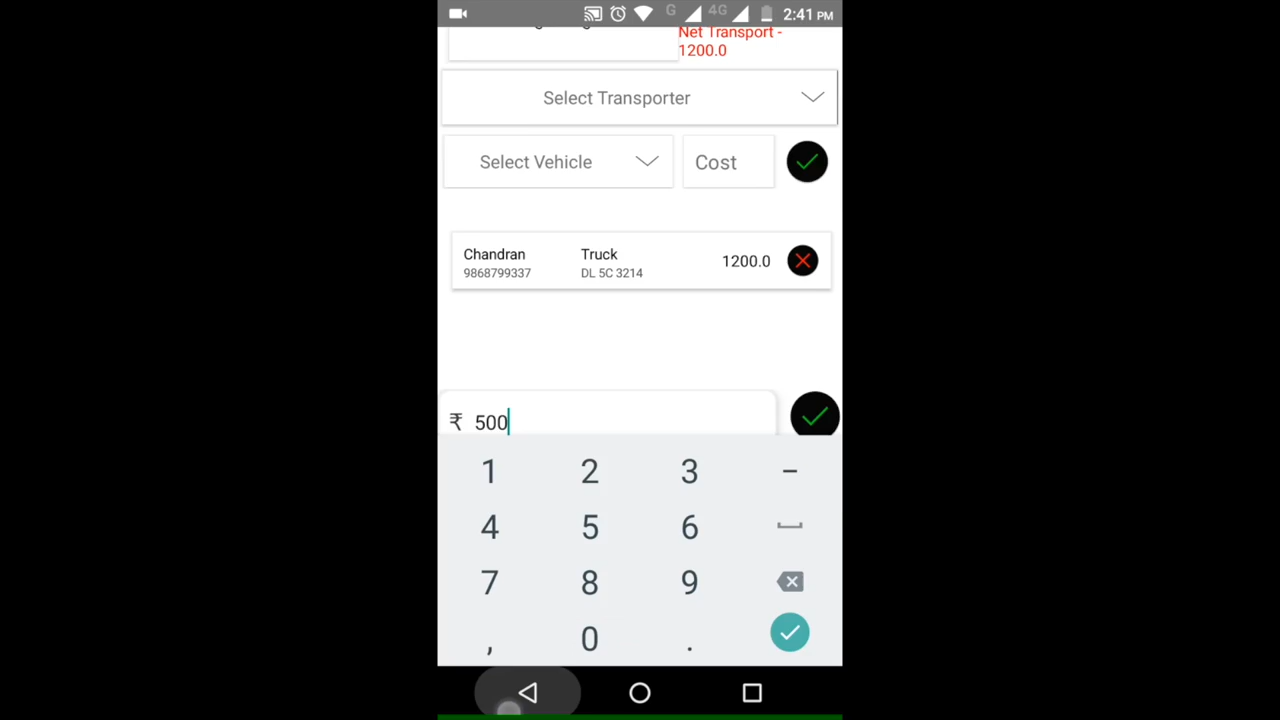 G 4G 2:41 PM
Net Transport -
1200.0
Select Transporter
Select Vehicle Cost
Chandran Truck 1200.0
9868799337 DL 5C 3214
₹ 500
1 2 3 -
4 5 6
7 8 9
, 0 .